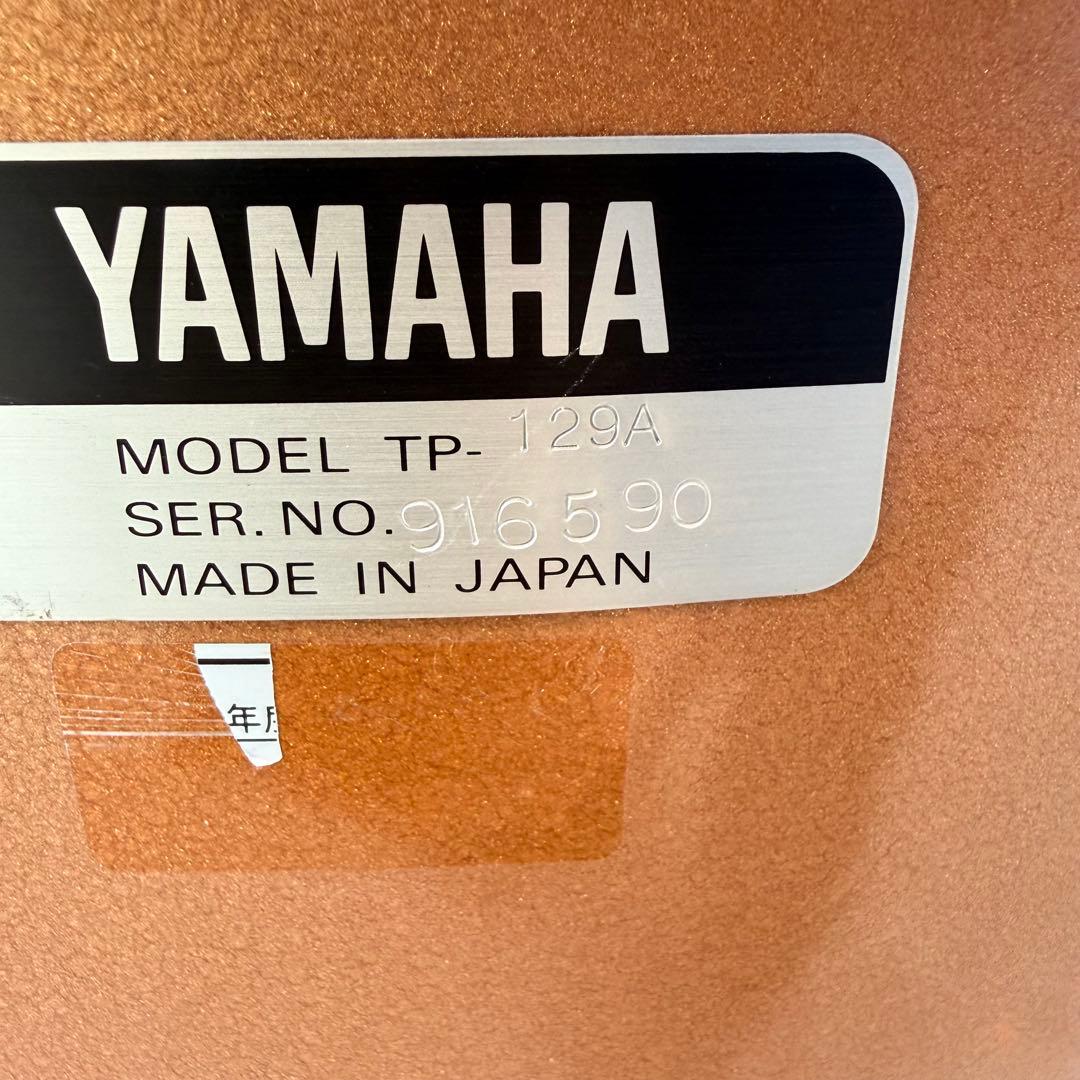 YAMAHA
MODEL TP-129A
SER. NO. 916590
MADE IN JAPAN
年